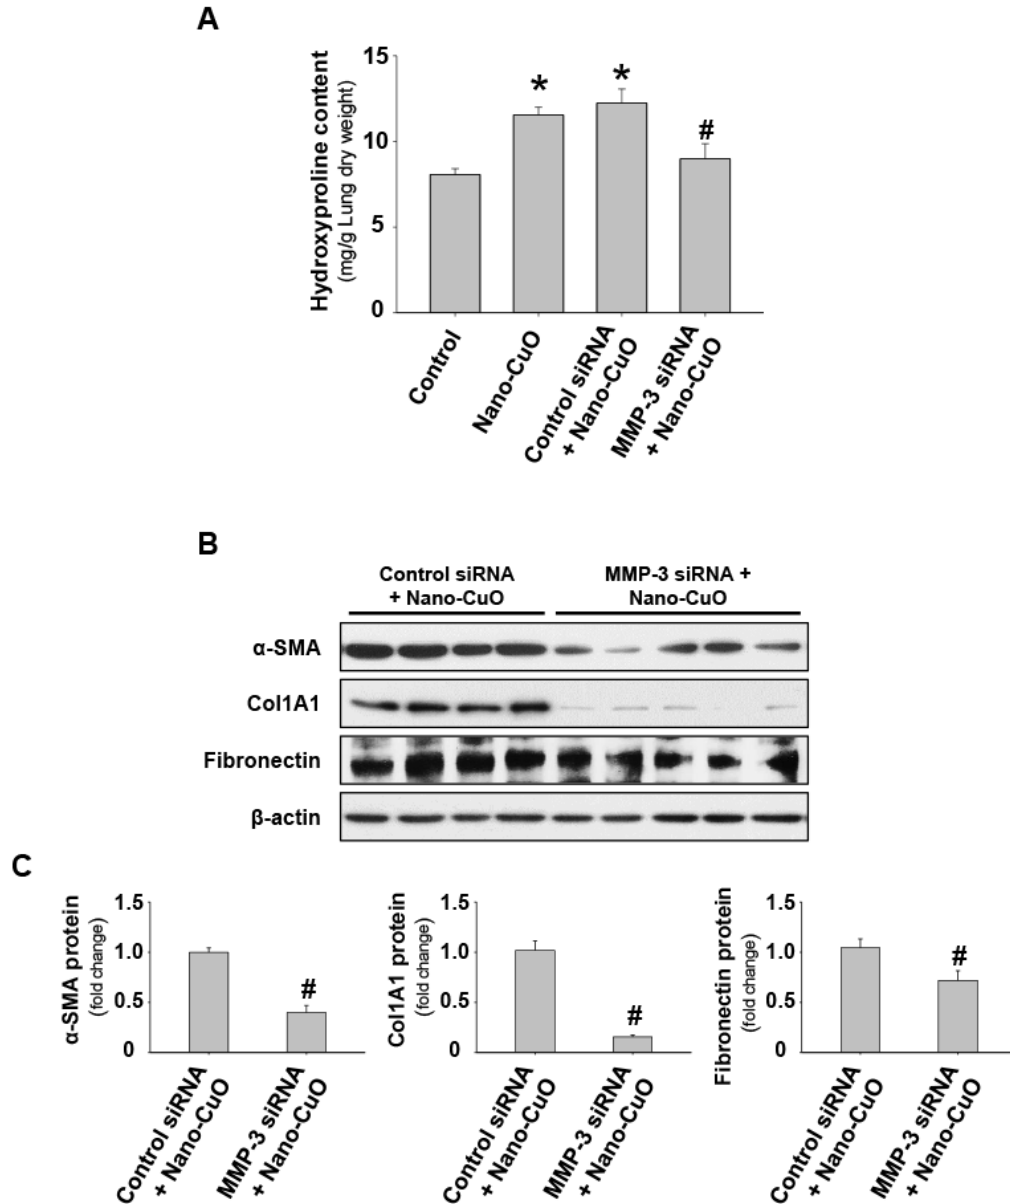 A
Hydroxyproline content
(mg/g Lung dry weight)
15
10
5
0
*
*
#
Control
Nano-CuO
Control siRNA
+ Nano-CuO
MMP-3 siRNA
+ Nano-CuO
B
Control siRNA
+ Nano-CuO
MMP-3 siRNA +
Nano-CuO
α-SMA
Col1A1
Fibronectin
β-actin
C
α-SMA protein
(fold change)
1.5
1.0
0.5
0
#
Control siRNA
+ Nano-CuO
MMP-3 siRNA
+ Nano-CuO
Col1A1 protein
(fold change)
1.5
1.0
0.5
0
#
Control siRNA
+ Nano-CuO
MMP-3 siRNA
+ Nano-CuO
Fibronectin protein
(fold change)
1.5
1.0
0.5
0
#
Control siRNA
+ Nano-CuO
MMP-3 siRNA
+ Nano-CuO